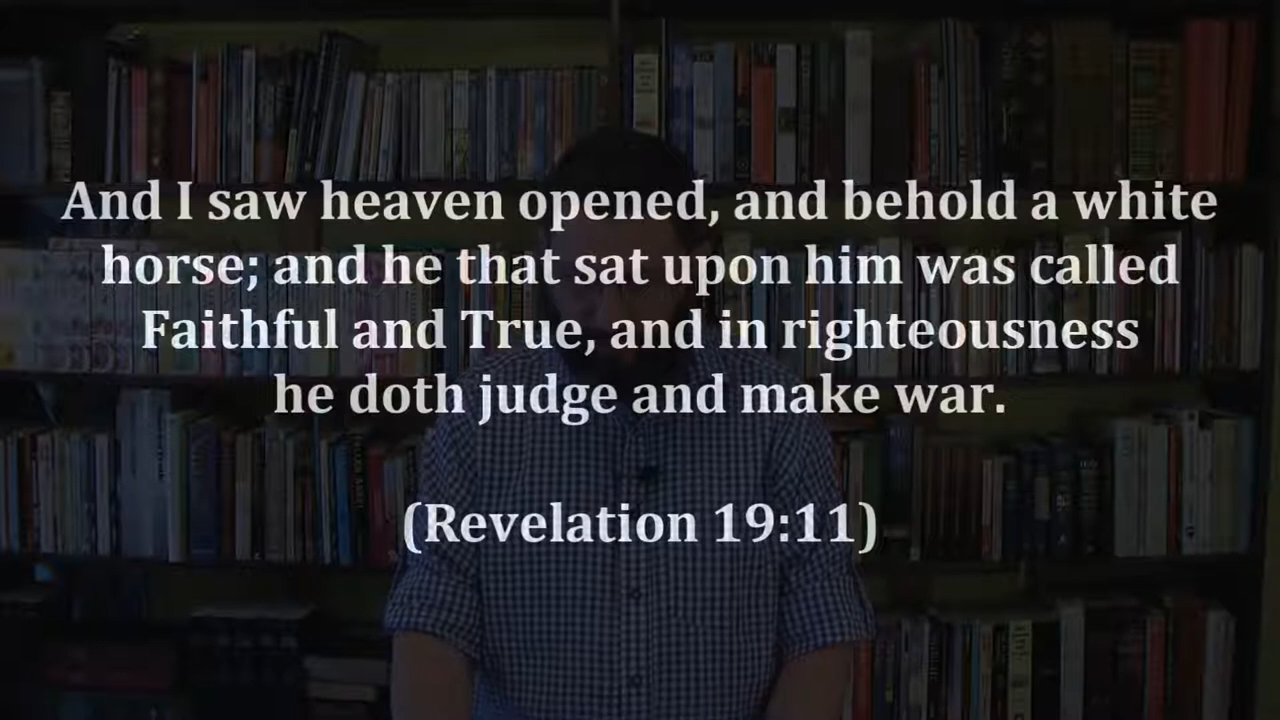 And I saw heaven opened, and behold a white
horse; and he that sat upon him was called
Faithful and True, and in righteousness
he doth judge and make war.
(Revelation 19:11)